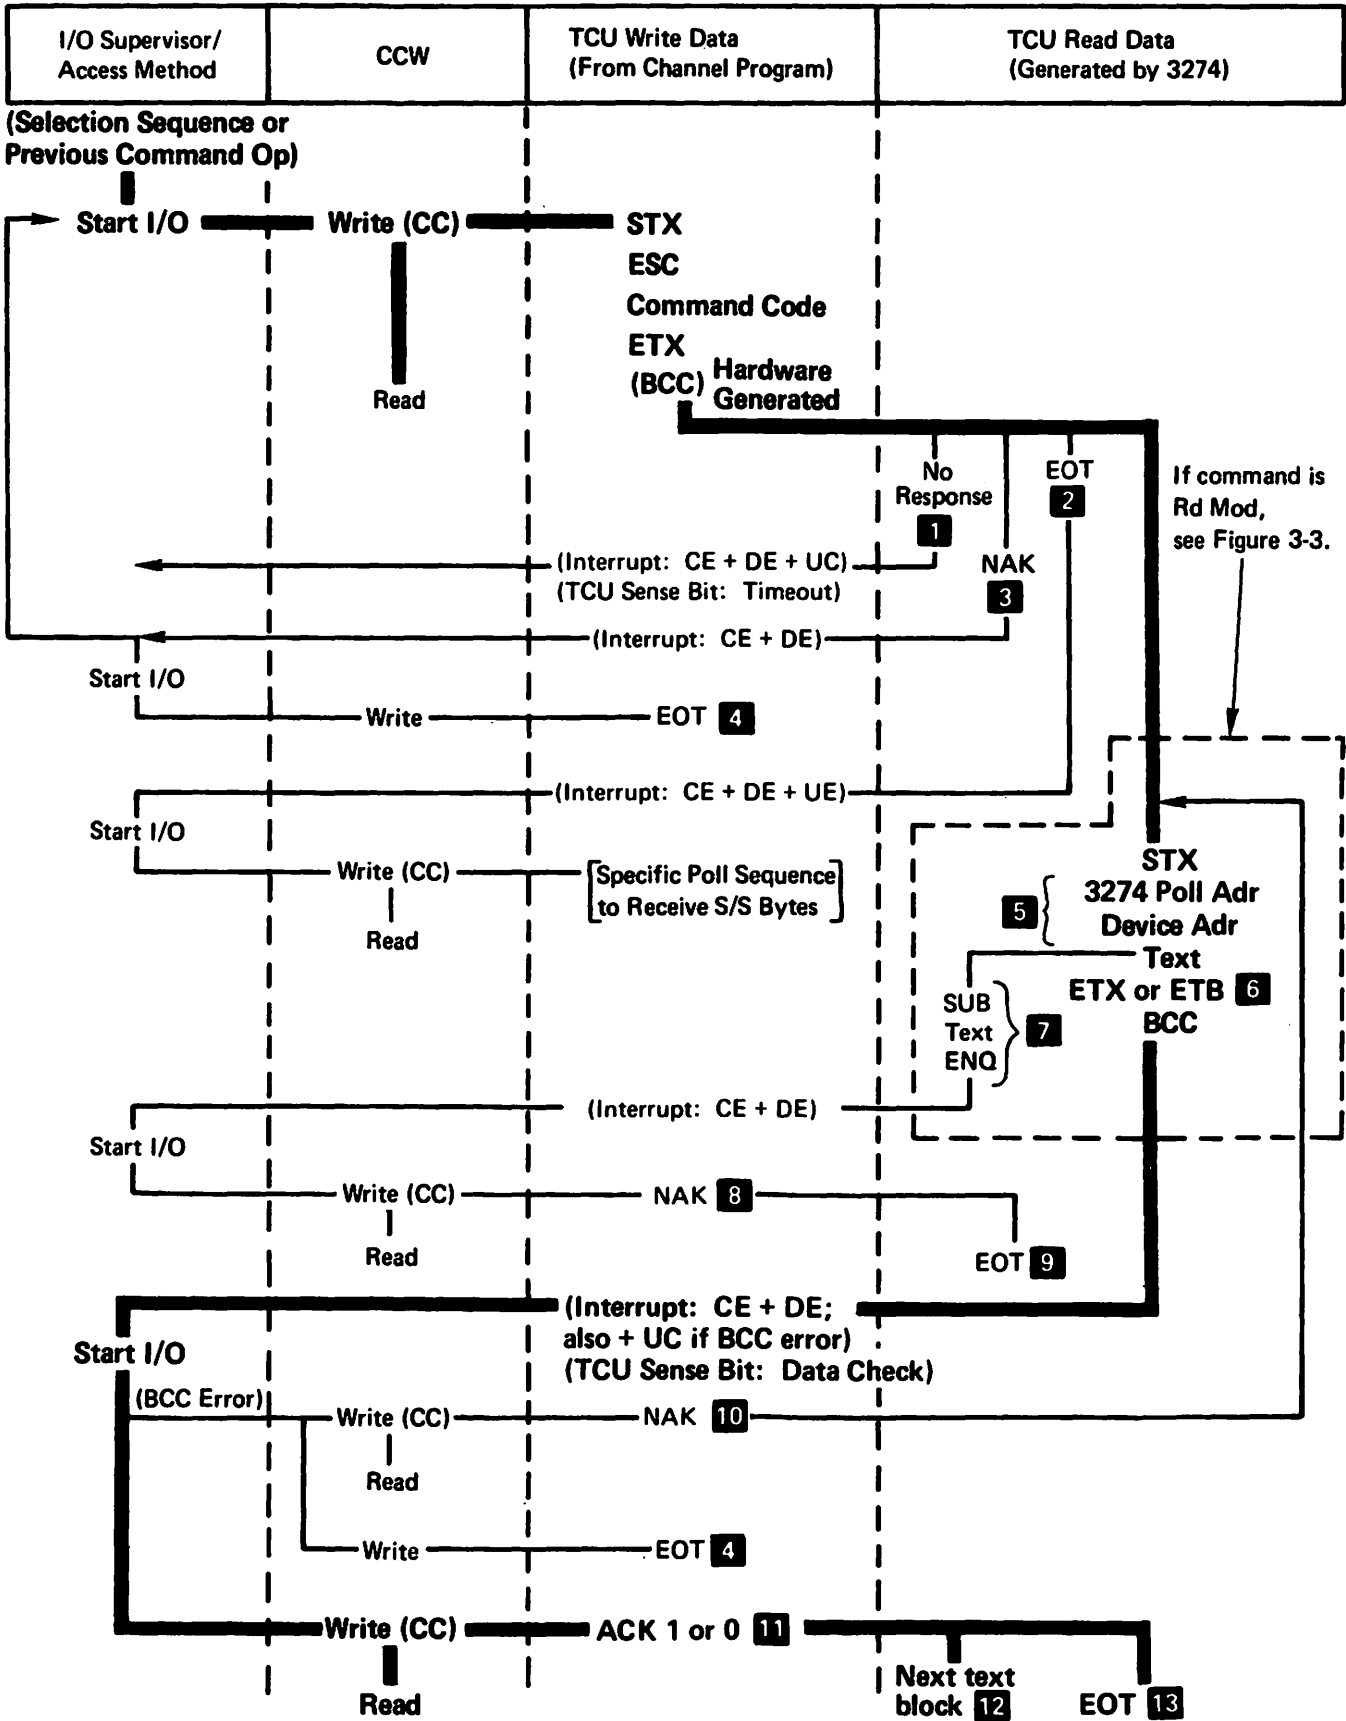 I/O Supervisor/
Access Method
CCW
TCU Write Data
(From Channel Program)
TCU Read Data
(Generated by 3274)
(Selection Sequence or
Previous Command Op)
Start I/O
Write (CC)
STX
ESC
Command Code
ETX
(BCC) Hardware
Generated
Read
No
Response
1
EOT
2
If command is
Rd Mod,
see Figure 3-3.
(Interrupt: CE + DE + UC)
(TCU Sense Bit: Timeout)
NAK
3
(Interrupt: CE + DE)
Start I/O
Write
EOT 4
(Interrupt: CE + DE + UE)
Start I/O
Write (CC)
Read
Specific Poll Sequence
to Receive S/S Bytes
STX
5
3274 Poll Adr
Device Adr
Text
ETX or ETB 6
BCC
SUB
Text
ENQ
7
(Interrupt: CE + DE)
Start I/O
Write (CC)
NAK 8
Read
EOT 9
(Interrupt: CE + DE;
also + UC if BCC error)
(TCU Sense Bit: Data Check)
Start I/O
(BCC Error)
Write (CC)
NAK 10
Read
Write
EOT 4
Write (CC)
ACK 1 or 0 11
Read
Next text
block 12
EOT 13